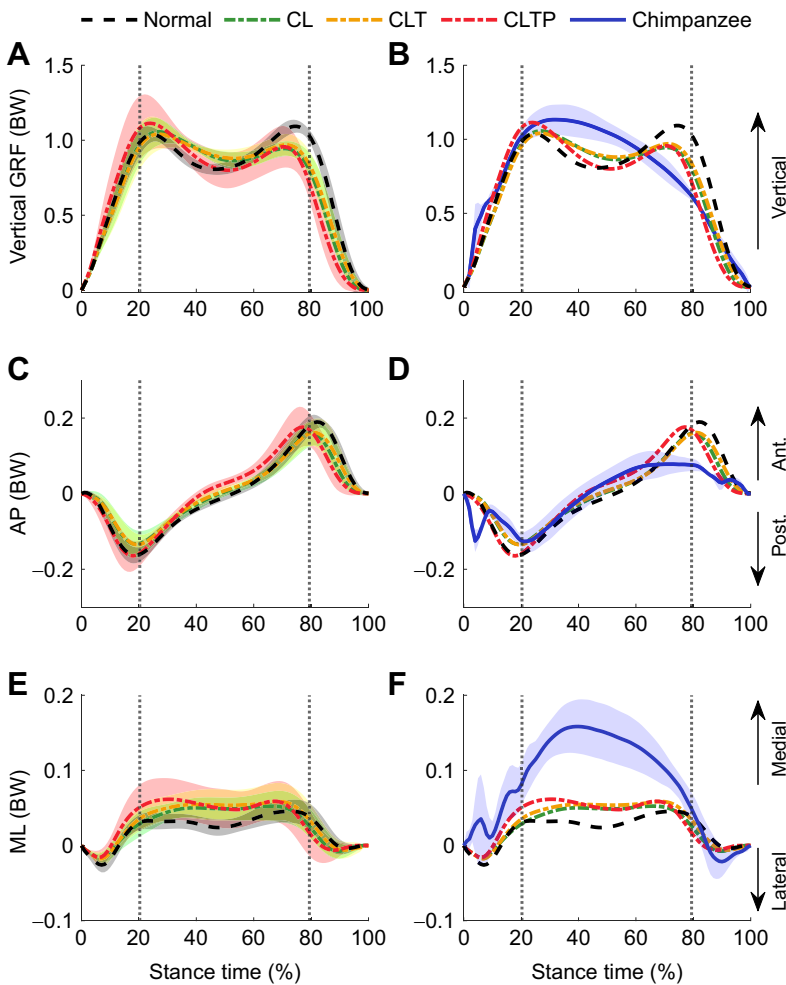 Normal CL CLT CLTP Chimpanzee
A B
Vertical GRF (BW)
1.5 1.5
1.0 1.0
0.5 0.5
0 0
0 20 40 60 80 100 0 20 40 60 80 100
Vertical
C D
AP (BW)
0.2 0.2
0 0
–0.2 –0.2
0 20 40 60 80 100 0 20 40 60 80 100
Ant.
Post.
E F
ML (BW)
0.2 0.2
0.1 0.1
0 0
–0.1 –0.1
0 20 40 60 80 100 0 20 40 60 80 100
Medial
Lateral
Stance time (%) Stance time (%)